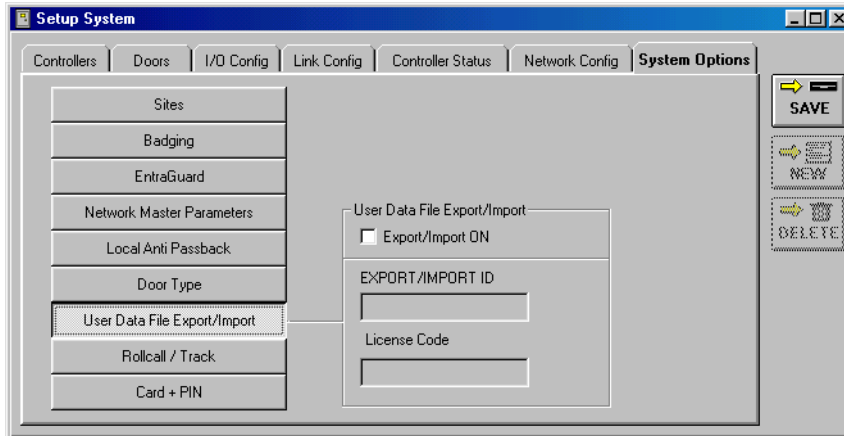 Setup System
Controllers Doors I/O Config Link Config Controller Status Network Config System Options
Sites
Badging
EntraGuard
Network Master Parameters
Local Anti Passback
Door Type
User Data File Export/Import
Rollcall / Track
Card + PIN
User Data File Export/Import
Export/Import ON
EXPORT/IMPORT ID
License Code
SAVE
NEW
DELETE